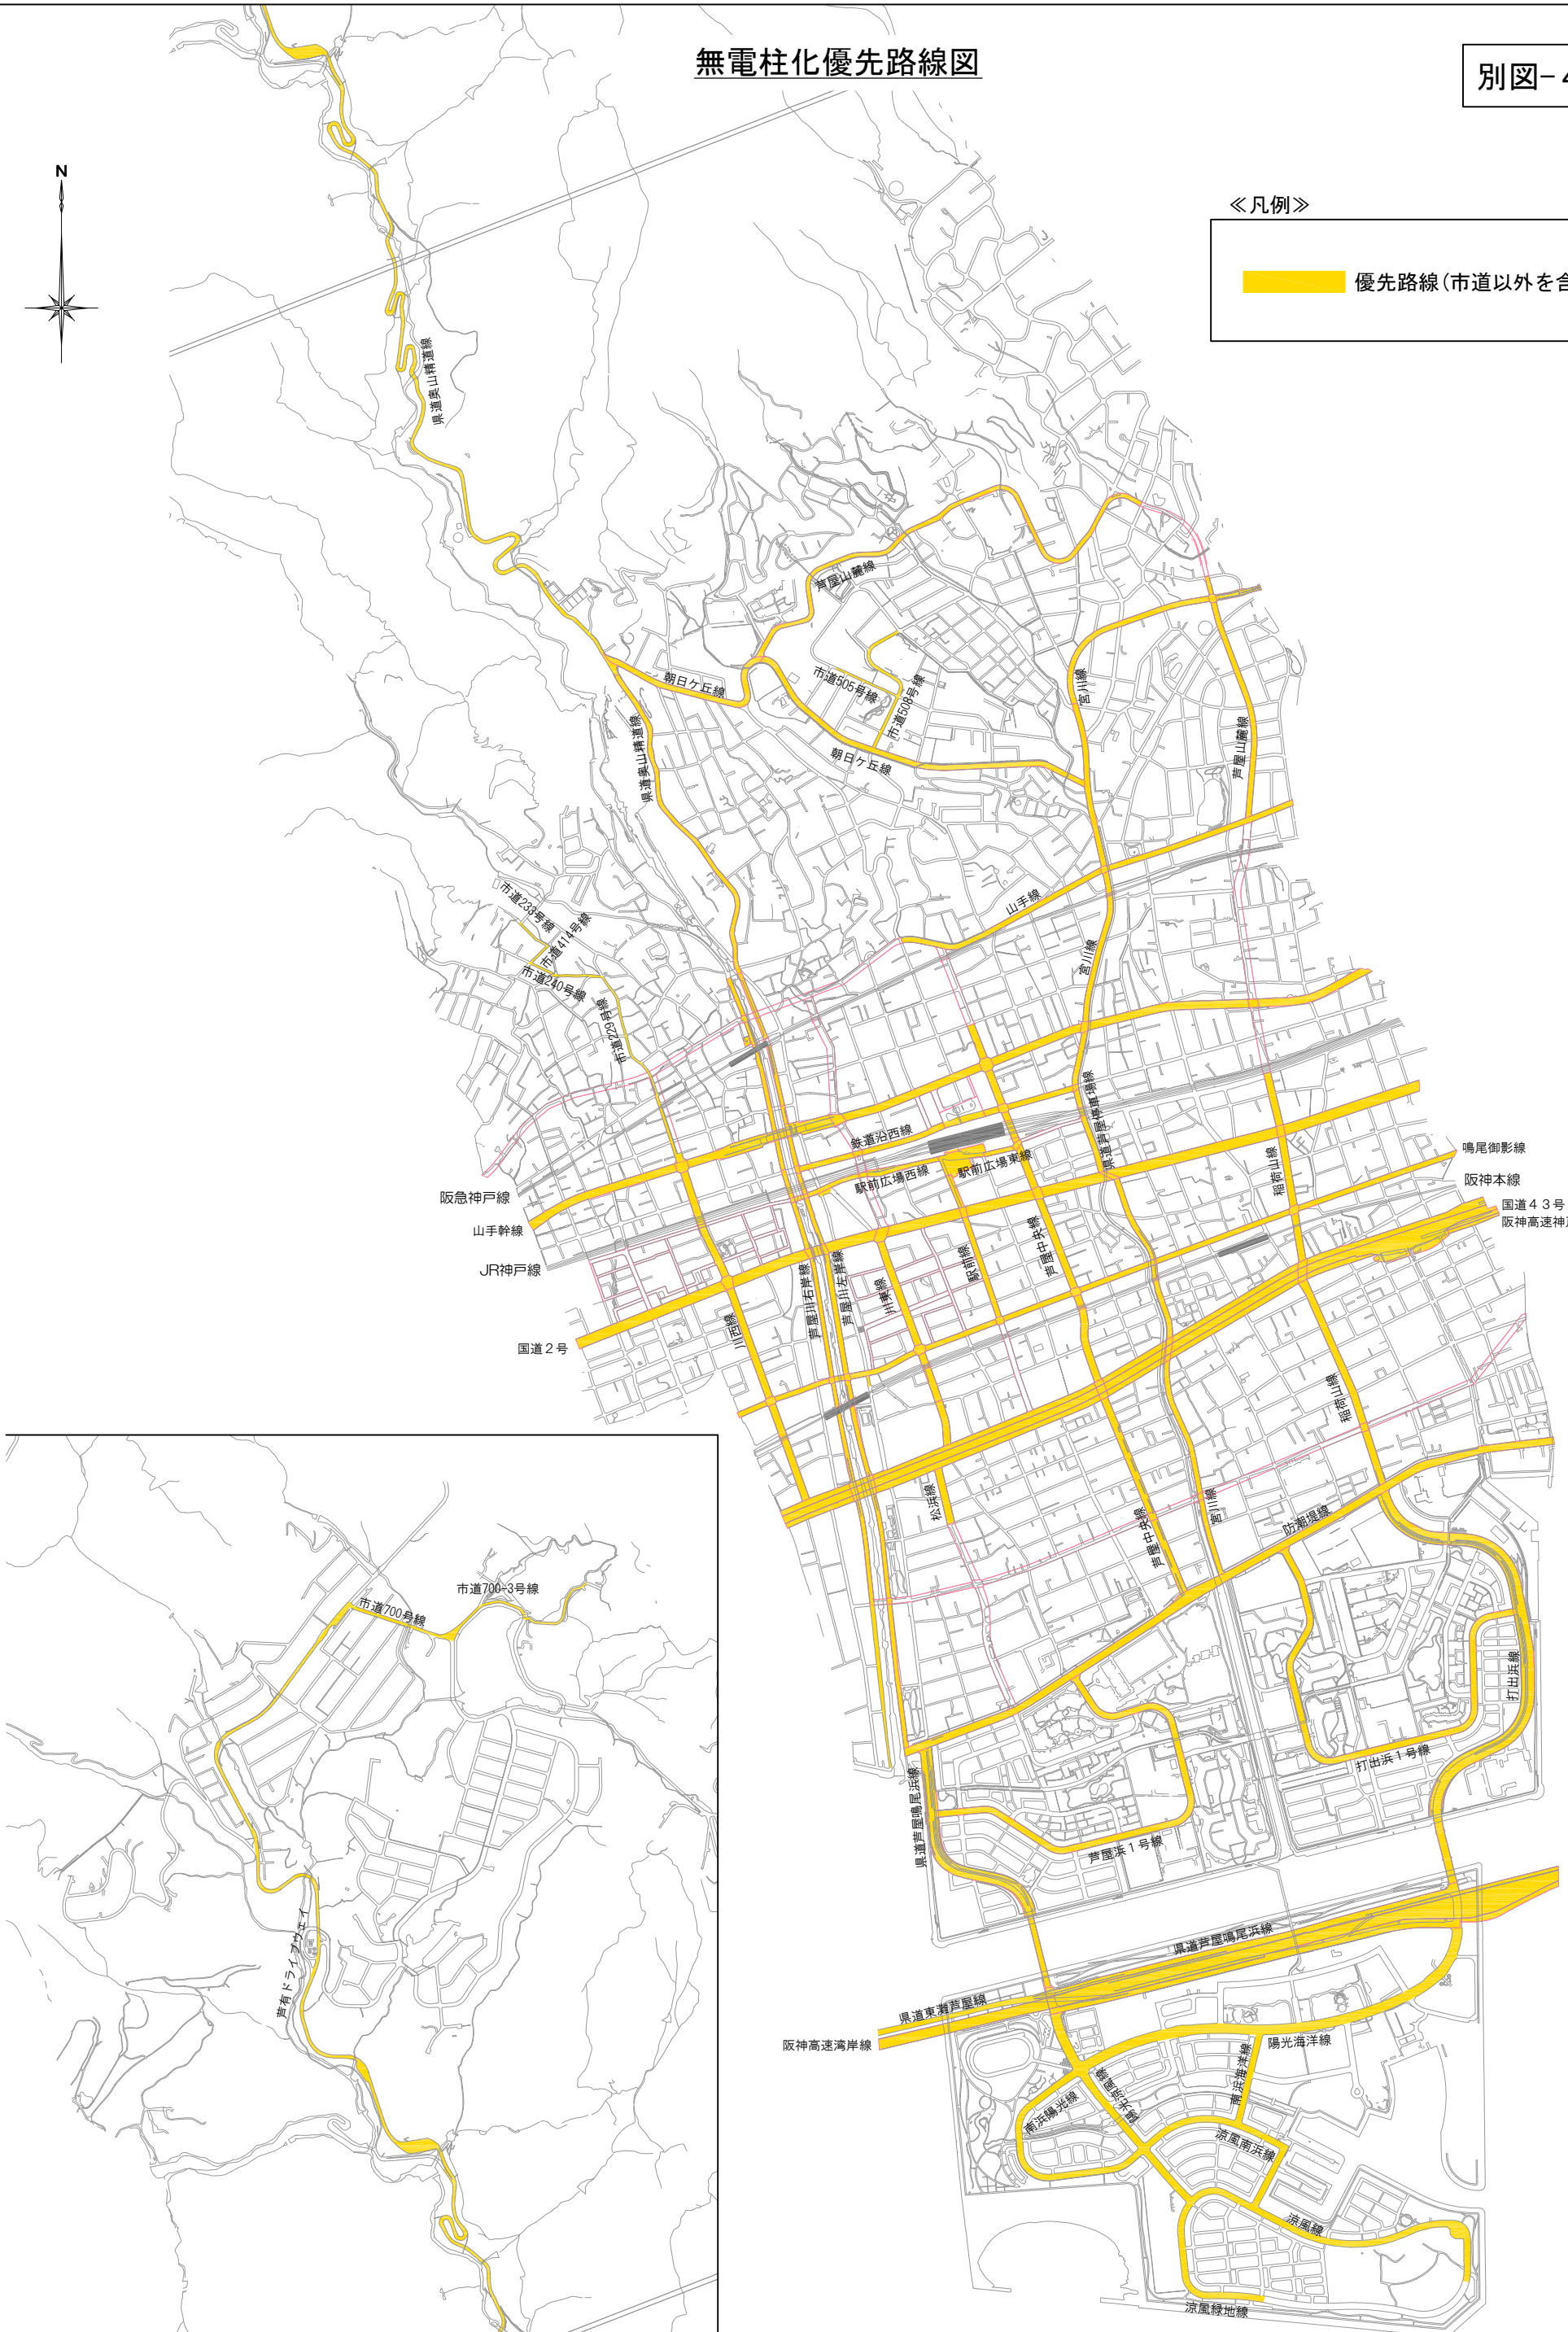 無電柱化優先路線図
別図-4
N
≪凡例≫
優先路線(市道以外を含
県道奥山精道線
芦屋山麓線
朝日ケ丘線
市道505号線
市道508号線
宮川線
県道奥山精道線
芦屋山麓線
朝日ケ丘線
山手線
市道233号線
市道414号線
市道240号線
宮川線
市道229号線
県道芦屋停車場線
鉄道沿西線
駅前広場東線
駅前広場西線
稲荷山線
鳴尾御影線
阪神本線
阪急神戸線
国道43号
阪神高速神
山手幹線
JR神戸線
芦屋中央線
駅前線
芦屋川右岸線
芦屋川左岸線
川東線
川西線
国道2号
稲荷山線
松浜線
宮川線
防潮堤線
芦屋中央線
市道700-3号線
市道700号線
打出浜線
打出浜1号線
県道芦屋鳴尾浜線
芦屋浜1号線
芦有ドライブウェイ
県道芦屋鳴尾浜線
県道東灘芦屋線
阪神高速湾岸線
陽光海洋線
南浜海洋線
陽光涼風線
南浜陽光線
涼風南浜線
涼風線
涼風緑地線